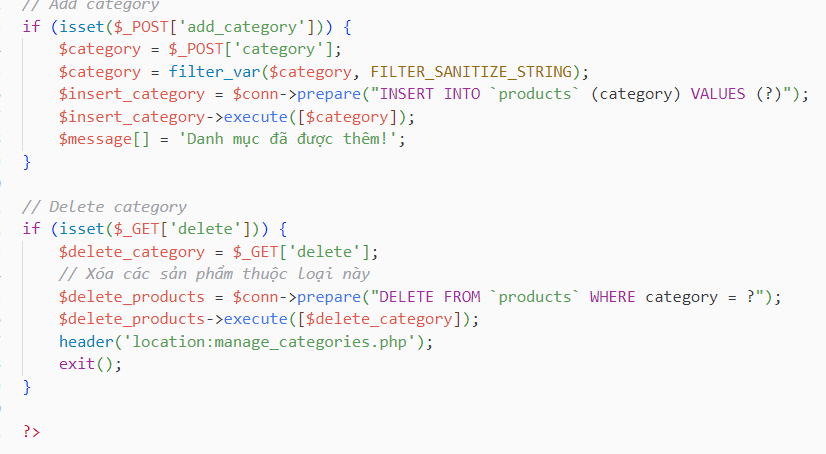 // Add category
if (isset($_POST['add_category'])) {
$category = $_POST['category'];
$category = filter_var($category, FILTER_SANITIZE_STRING);
$insert_category = $conn->prepare("INSERT INTO `products` (category) VALUES (?)");
$insert_category->execute([$category]);
$message[] = 'Danh mục đã được thêm!';
}
// Delete category
if (isset($_GET['delete'])) {
$delete_category = $_GET['delete'];
// Xóa các sản phẩm thuộc loại này
$delete_products = $conn->prepare("DELETE FROM `products` WHERE category = ?");
$delete_products->execute([$delete_category]);
header('location:manage_categories.php');
exit();
}
?>